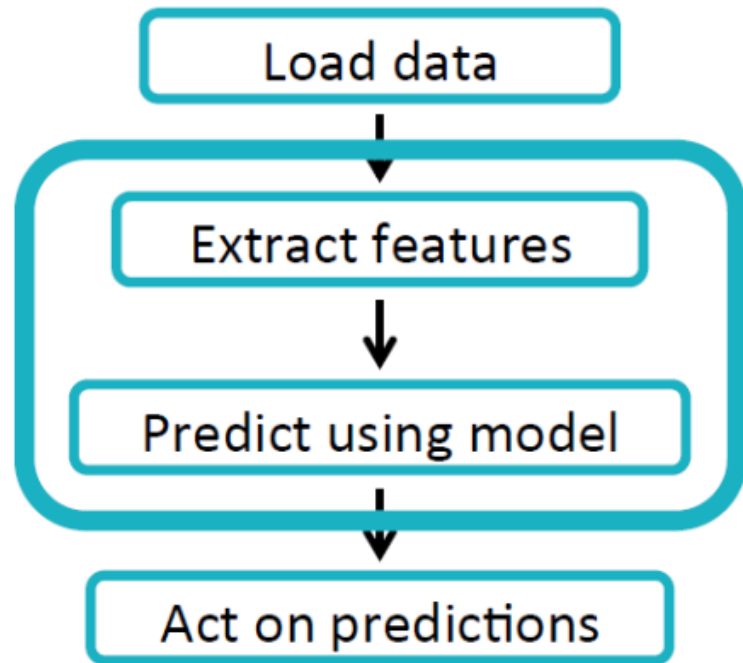 Load data
Extract features
Predict using model
Act on predictions